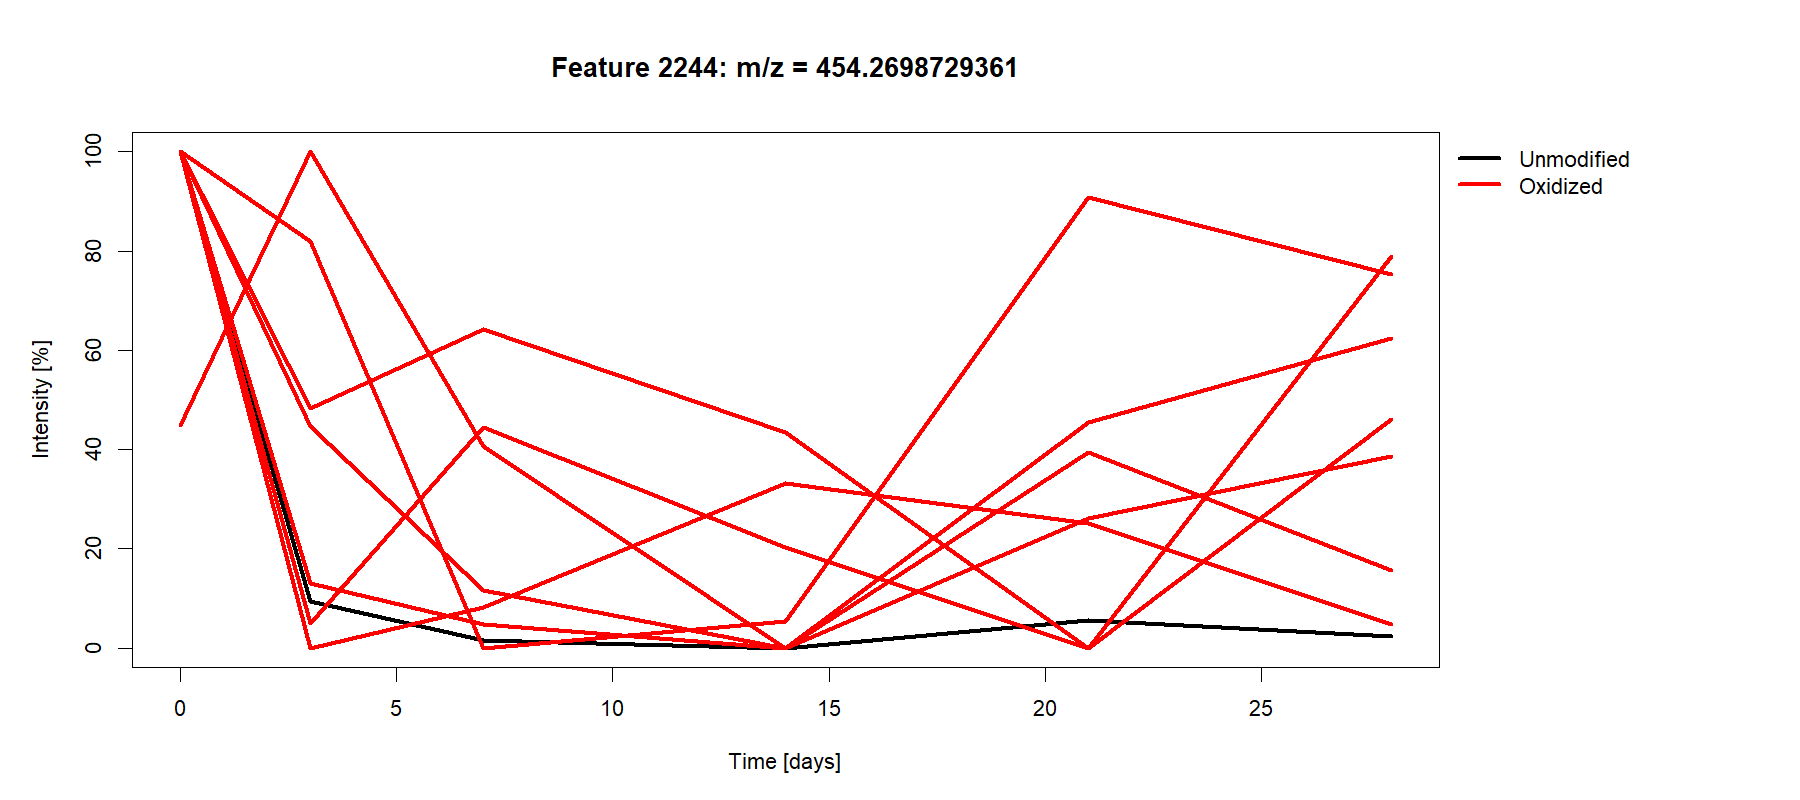 Feature 2244: m/z = 454.2698729361
100
80
60
40
20
0
Intensity [%]
0 5 10 15 20 25
Time [days]
Unmodified
Oxidized